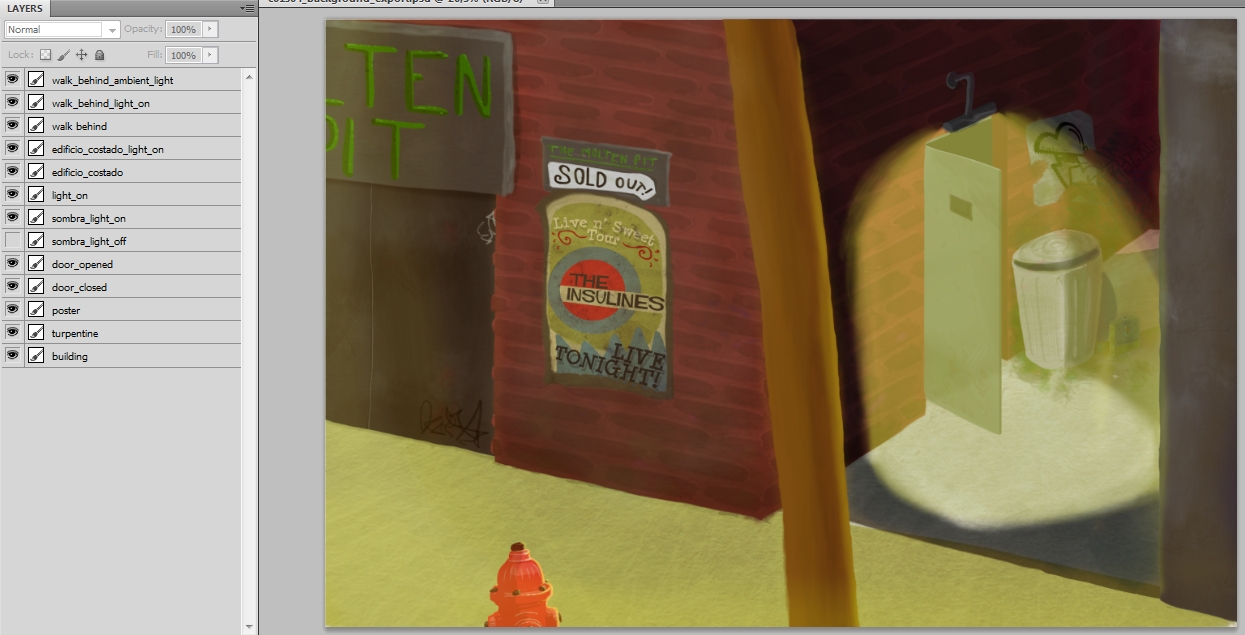 LAYERS
Normal
Opacity: 100%
Lock:
Fill: 100%
walk_behind_ambient_light
walk_behind_light_on
walk behind
edificio_costado_light_on
edificio_costado
light_on
sombra_light_on
sombra_light_off
door_opened
door_closed
poster
turpentine
building
LTEN
PIT
THE MOLTEN PIT
SOLD OUT!
Live n' Sweet
Tour
THE
INSULINES
LIVE
TONIGHT!